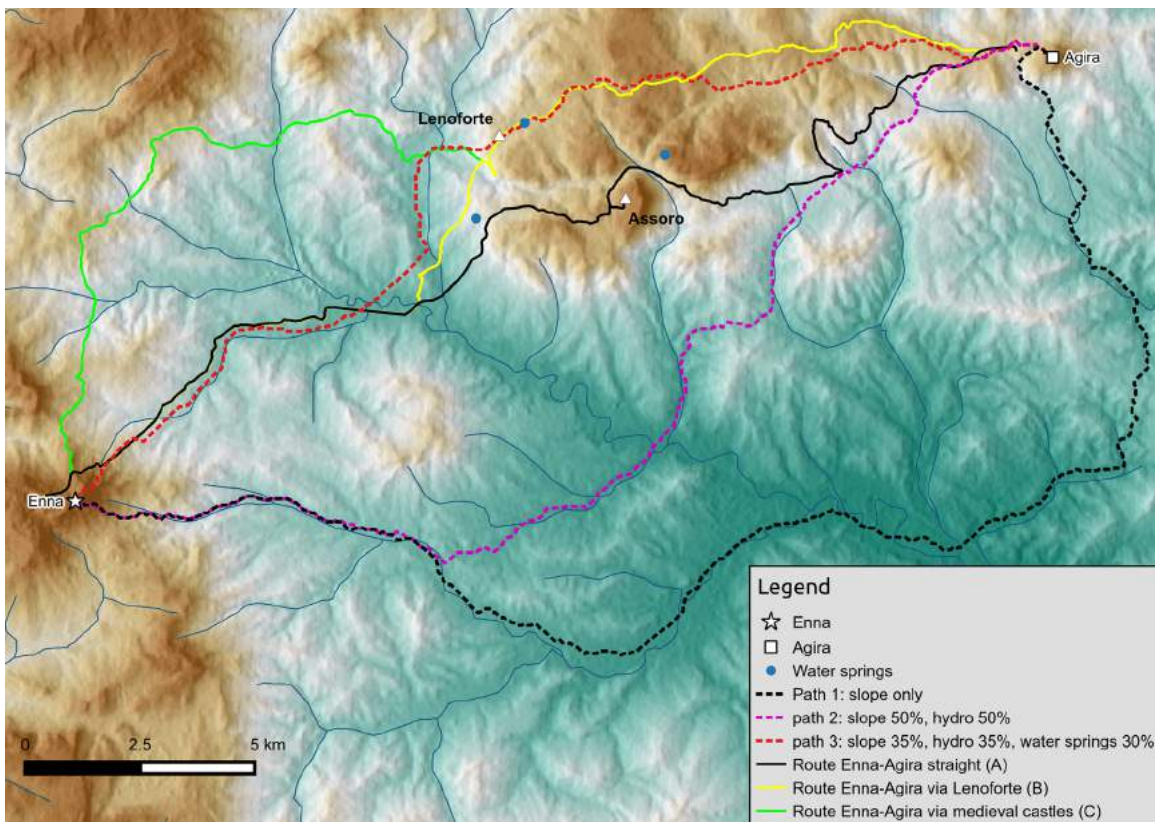 Agira
Lenoforte
Assoro
Enna
0 2.5 5 km
Legend
Enna
Agira
Water springs
Path 1: slope only
path 2: slope 50%, hydro 50%
path 3: slope 35%, hydro 35%, water springs 30%
Route Enna-Agira straight (A)
Route Enna-Agira via Lenoforte (B)
Route Enna-Agira via medieval castles (C)